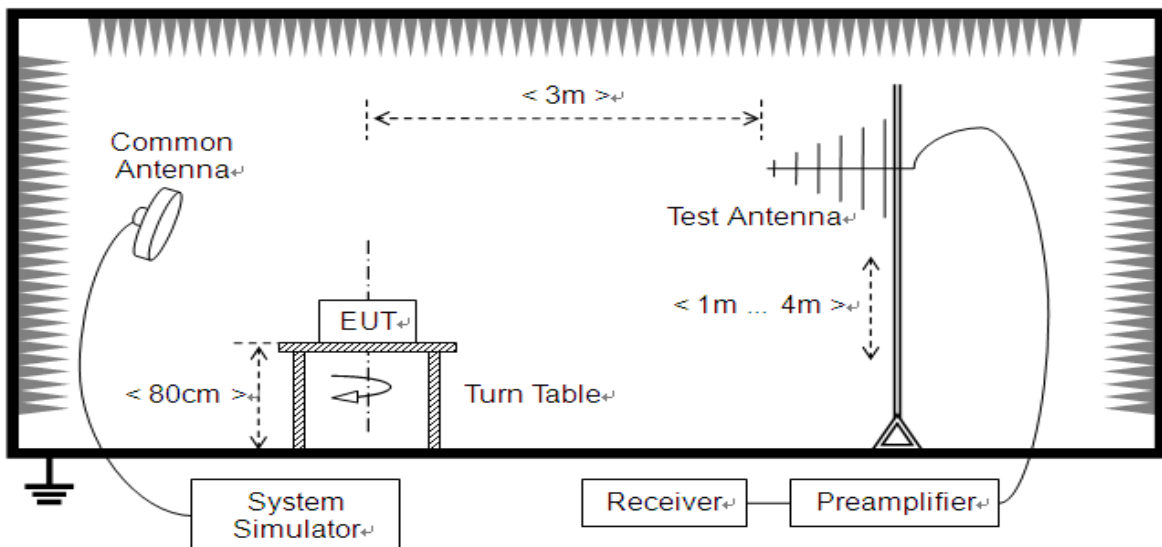 < 3m >↵
Common
Antenna↵
Test Antenna↵
< 1m ... 4m >↵
EUT↵
< 80cm >↵
Turn Table↵
System
Simulator↵
Receiver↵
Preamplifier↵